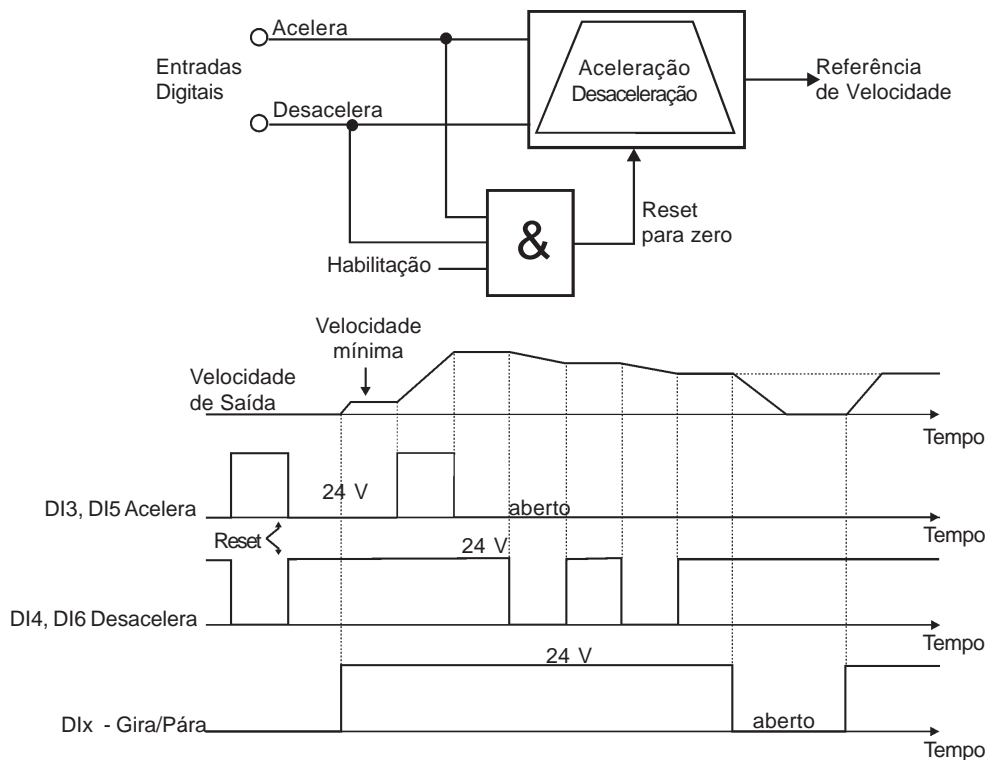 Acelera
Entradas
Digitais
Desacelera
Aceleração
Desaceleração
Referência
de Velocidade
&
Habilitação
Reset
para zero
Velocidade
mínima
Velocidade
de Saída
Tempo
24 V
DI3, DI5 Acelera
aberto
Tempo
Reset
24 V
DI4, DI6 Desacelera
Tempo
24 V
DIx - Gira/Pára
aberto
Tempo